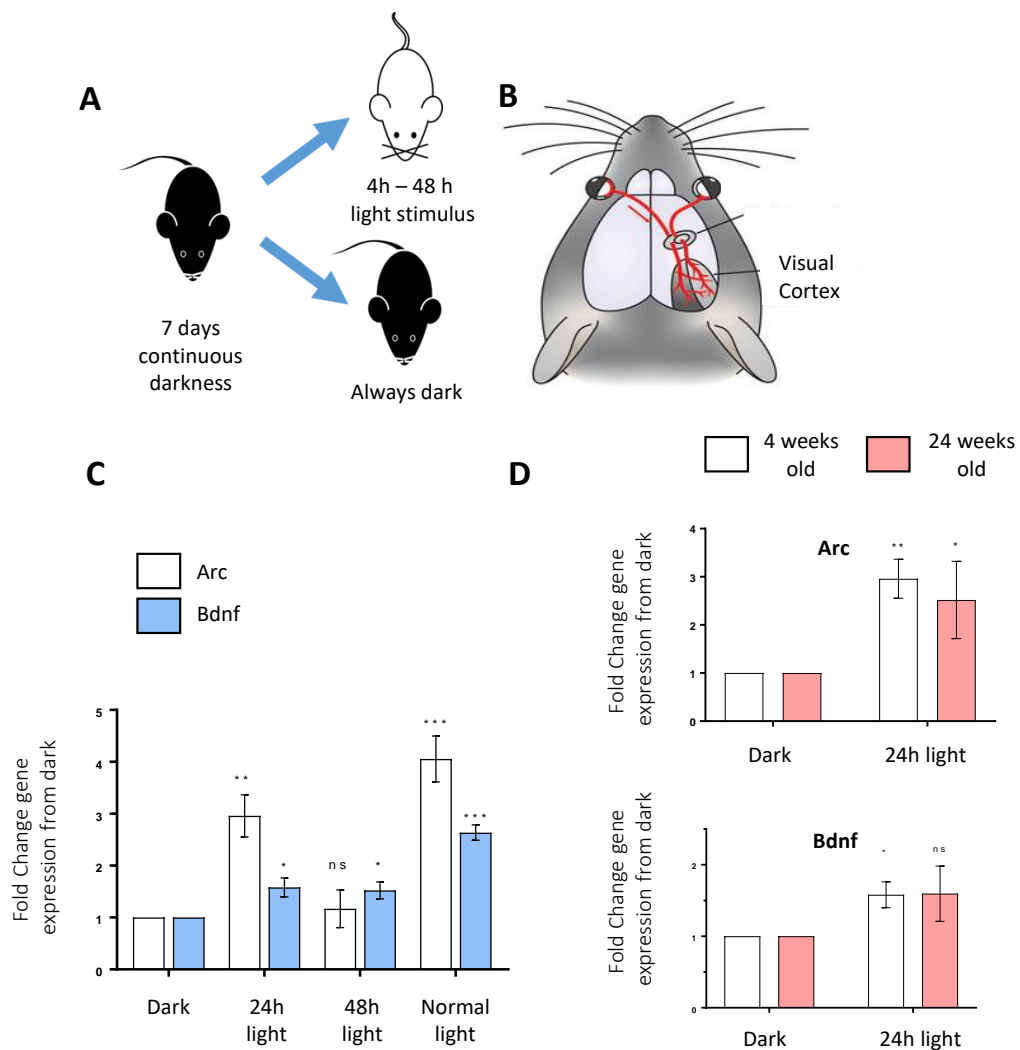 A
4h – 48 h
light stimulus
7 days
continuous
darkness
Always dark
B
Visual
Cortex
4 weeks
old
24 weeks
old
C
Arc
Bdnf
Fold Change gene
expression from dark
5
4
3
2
1
0
**
*
ns
*
***
***
Dark
24h
light
48h
light
Normal
light
D
Arc
Fold Change gene
expression from dark
4
3
2
1
0
**
*
Dark
24h light
Bdnf
Fold Change gene
expression from dark
2
1
0
*
ns
Dark
24h light